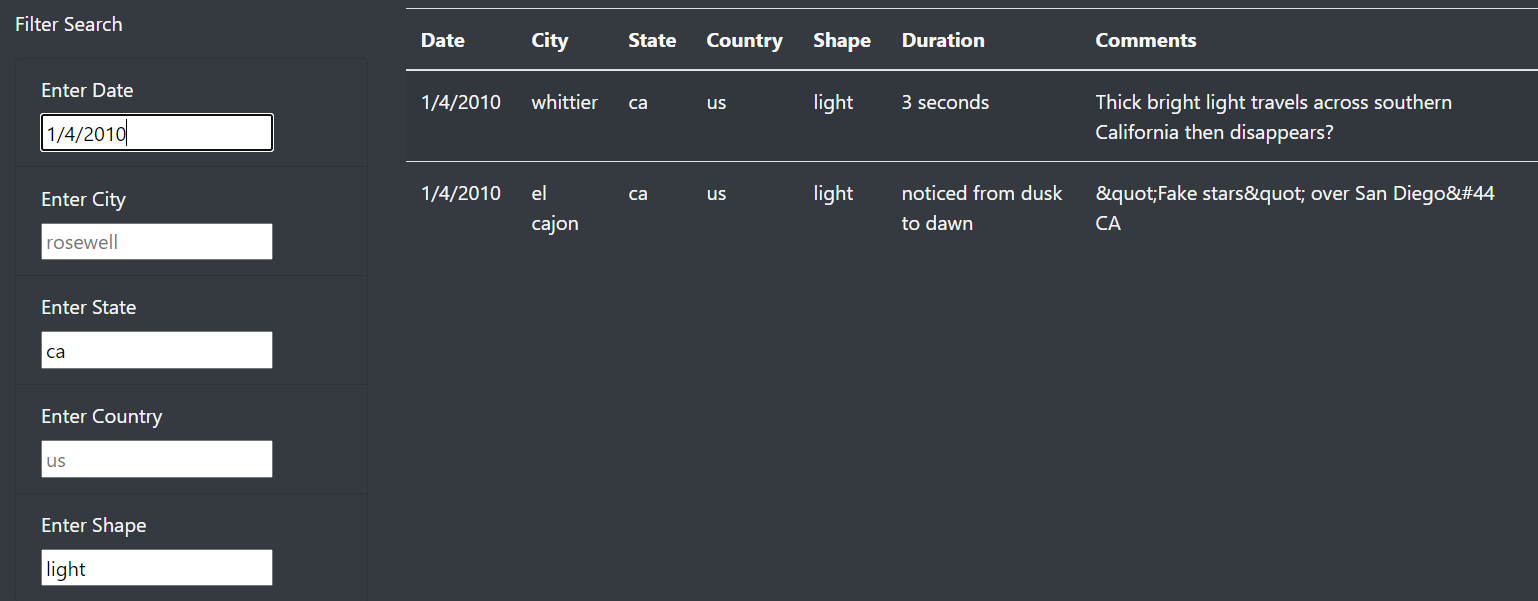 Filter Search
Enter Date
1/4/2010
Enter City
rosewell
Enter State
ca
Enter Country
us
Enter Shape
light
Date City State Country Shape Duration Comments
1/4/2010 whittier ca us light 3 seconds Thick bright light travels across southern
California then disappears?
1/4/2010 el ca us light noticed from dusk &quot;Fake stars&quot; over San Diego&#44
cajon to dawn CA